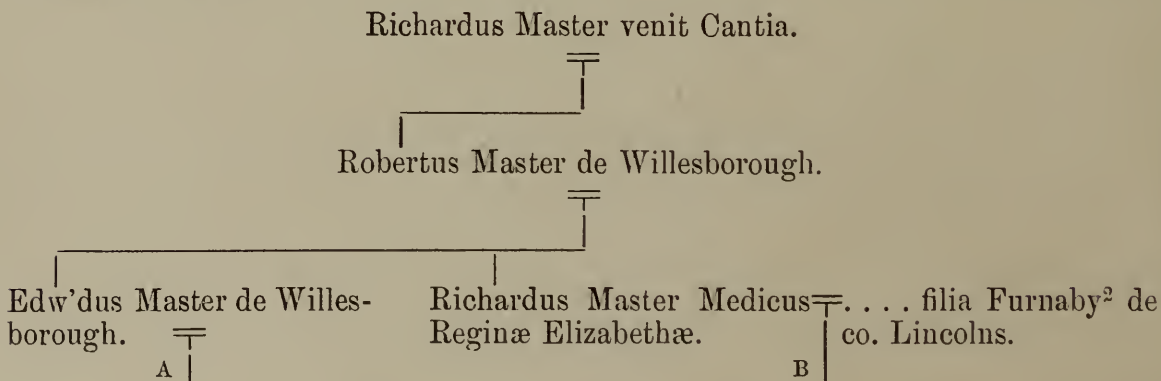 Richardus Master venit Cantia.
Robertus Master de Willesborough.
Edw'dus Master de Willes-
borough.
A
Richardus Master Medicus
Reginæ Elizabethæ.
. . . . filia Furnaby² de
co. Lincolns.
B